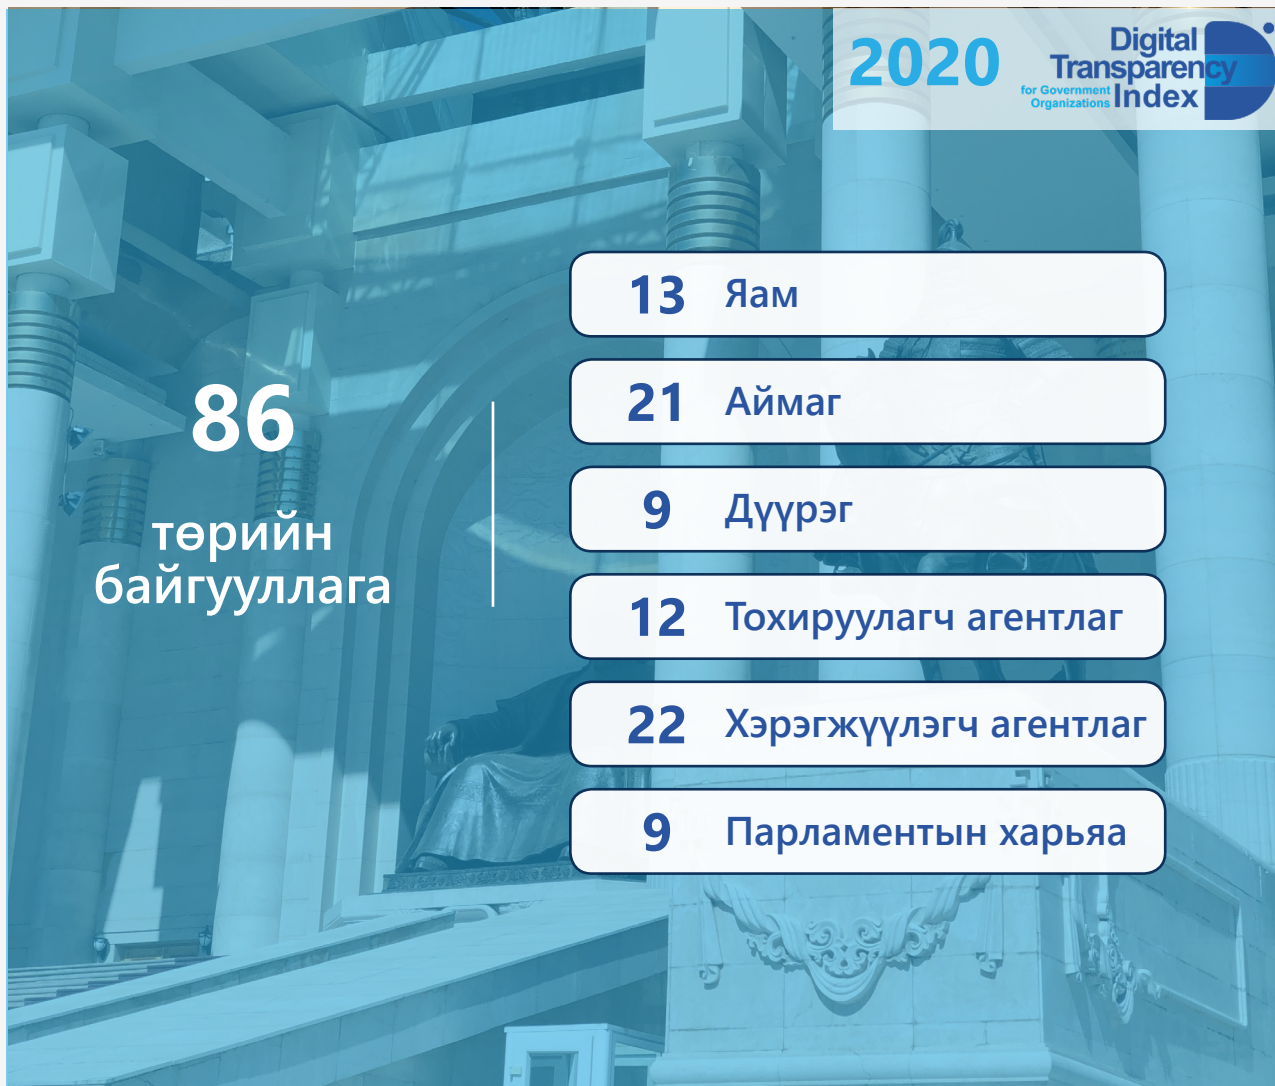 2020
Digital
Transparency
for Government
Organizations
Index
86
төрийн
байгууллага
13 Яам
21 Аймаг
9 Дүүрэг
12 Тохируулагч агентлаг
22 Хэрэгжүүлэгч агентлаг
9 Парламентын харьяа